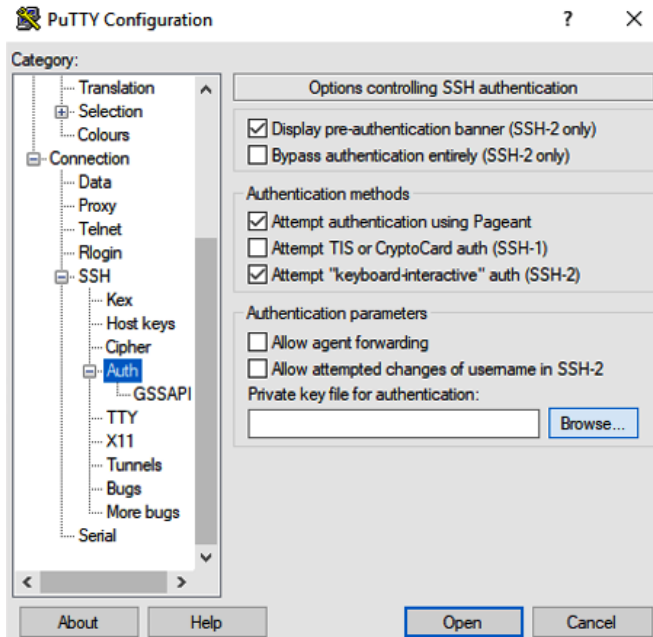 PuTTY Configuration
?
Category:
Translation
Selection
Colours
Connection
Data
Proxy
Telnet
Rlogin
SSH
Kex
Host keys
Cipher
Auth
GSSAPI
TTY
X11
Tunnels
Bugs
More bugs
Serial
Options controlling SSH authentication
Display pre-authentication banner (SSH-2 only)
Bypass authentication entirely (SSH-2 only)
Authentication methods
Attempt authentication using Pageant
Attempt TIS or CryptoCard auth (SSH-1)
Attempt "keyboard-interactive" auth (SSH-2)
Authentication parameters
Allow agent forwarding
Allow attempted changes of username in SSH-2
Private key file for authentication:
Browse...
About
Help
Open
Cancel